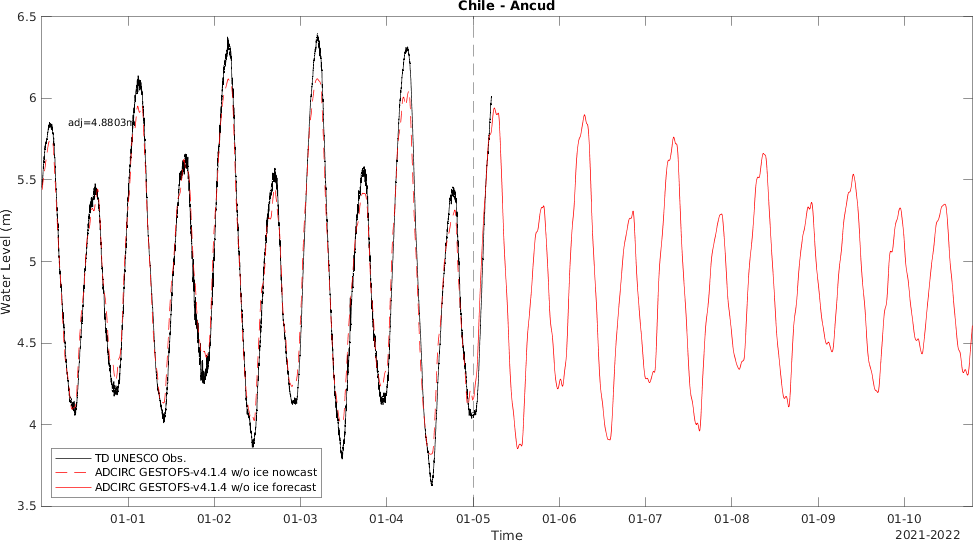 Chile - Ancud
6.5
6
5.5
5
4.5
4
3.5
Water Level (m)
adj=4.8803m
TD UNESCO Obs.
ADCIRC GESTOFS-v4.1.4 w/o ice nowcast
ADCIRC GESTOFS-v4.1.4 w/o ice forecast
01-01 01-02 01-03 01-04 01-05 01-06 01-07 01-08 01-09 01-10
Time
2021-2022